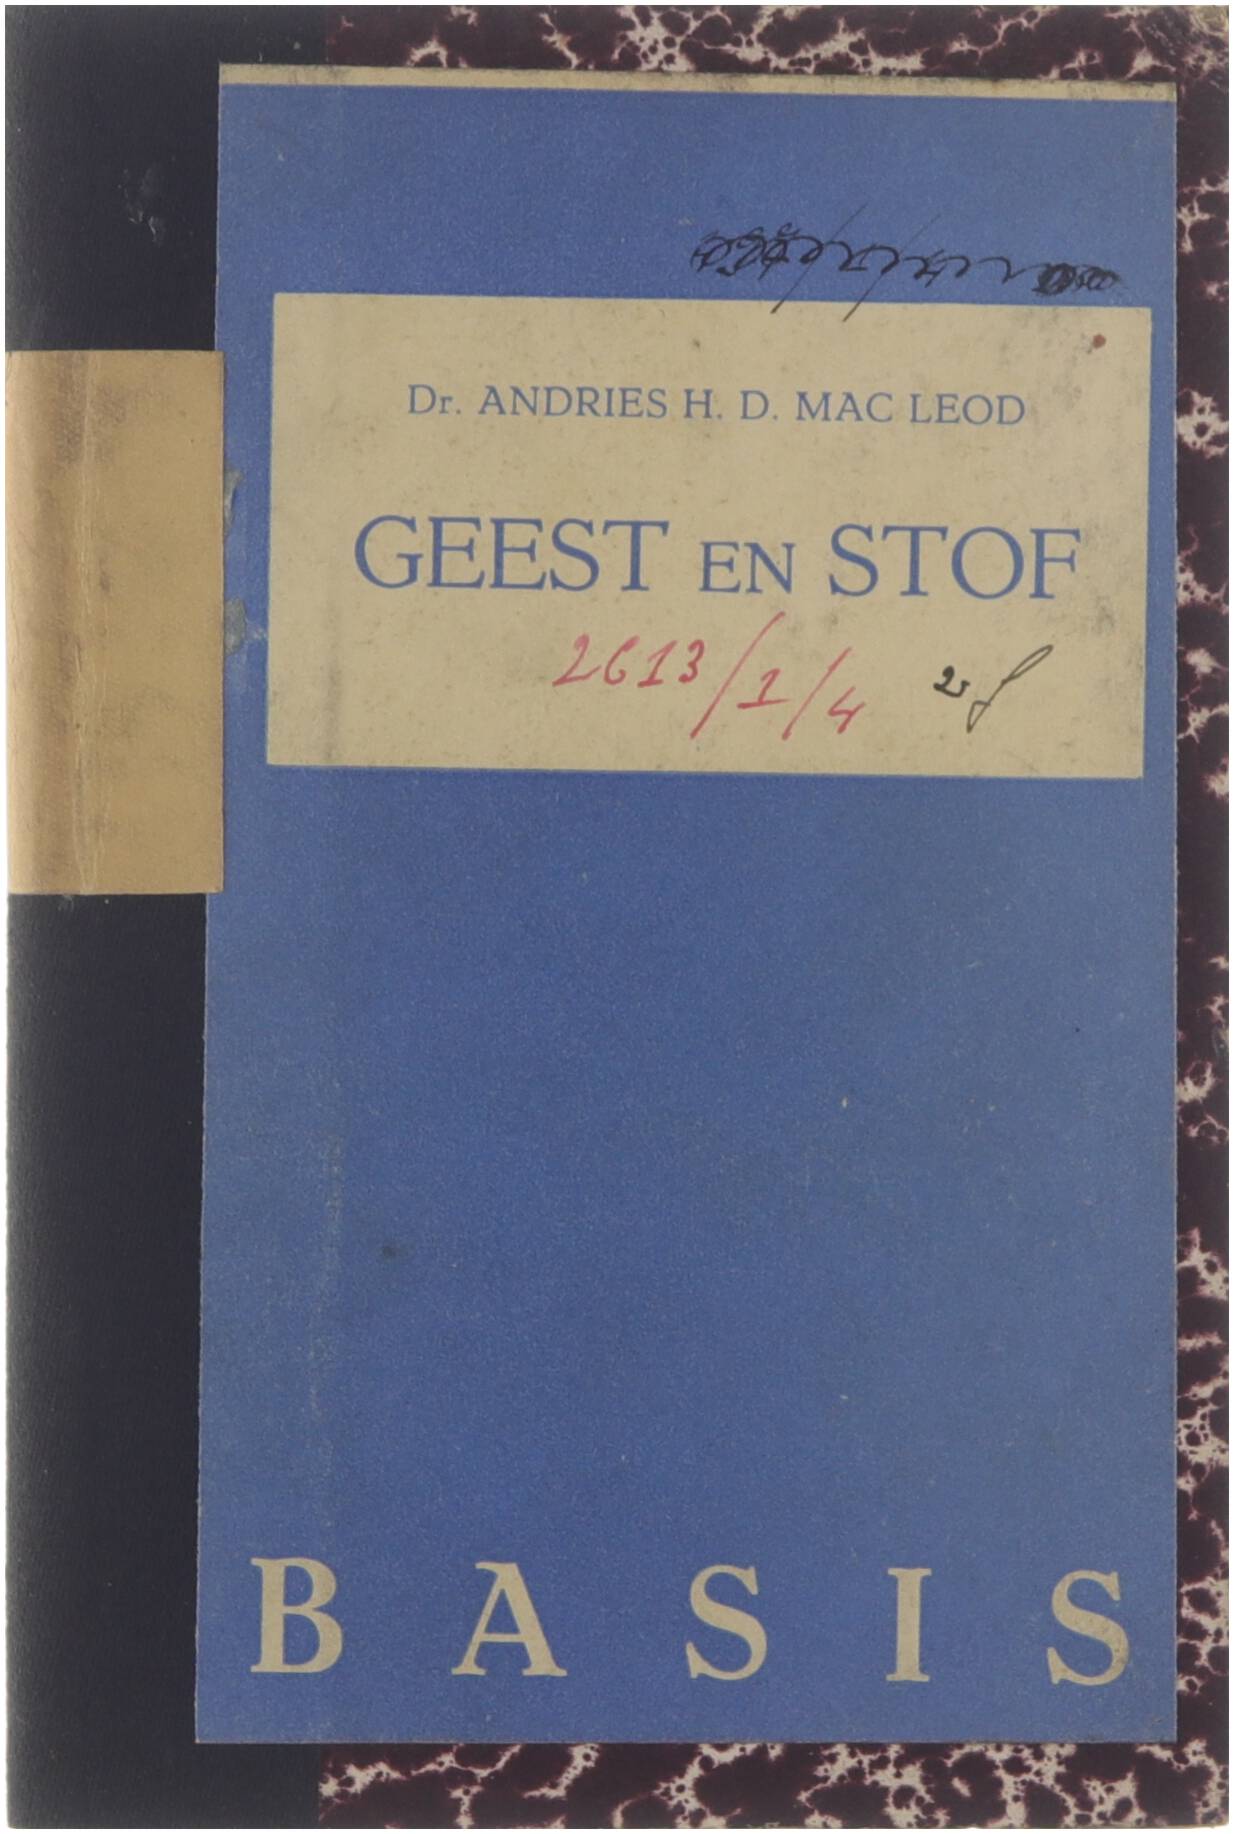 Dr. ANDRIES H. D. MAC LEOD
GEEST EN STOF
2613/1/4
BASIS